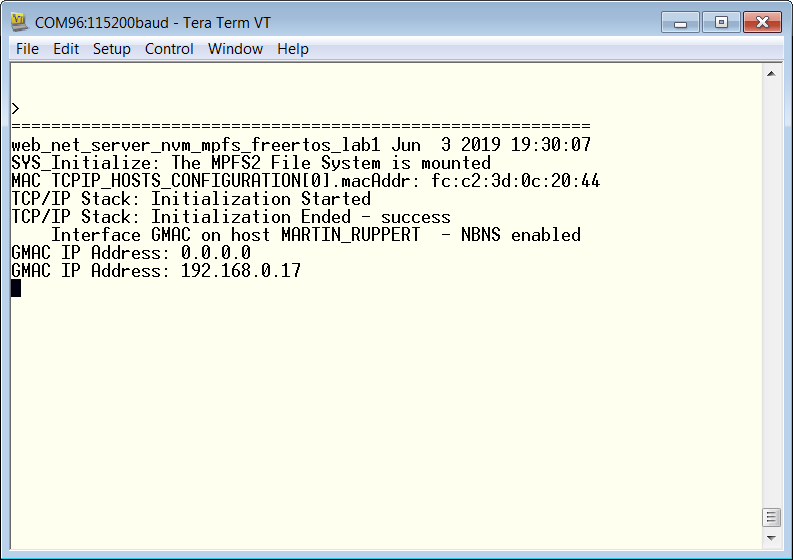 COM96:115200baud - Tera Term VT
File Edit Setup Control Window Help
>
==========================================================
web_net_server_nvm_mpfs_freertos_lab1 Jun  3 2019 19:30:07
SYS_Initialize: The MPFS2 File System is mounted
MAC TCPIP_HOSTS_CONFIGURATION[0].macAddr: fc:c2:3d:0c:20:44
TCP/IP Stack: Initialization Started
TCP/IP Stack: Initialization Ended - success
    Interface GMAC on host MARTIN_RUPPERT  - NBNS enabled
GMAC IP Address: 0.0.0.0
GMAC IP Address: 192.168.0.17